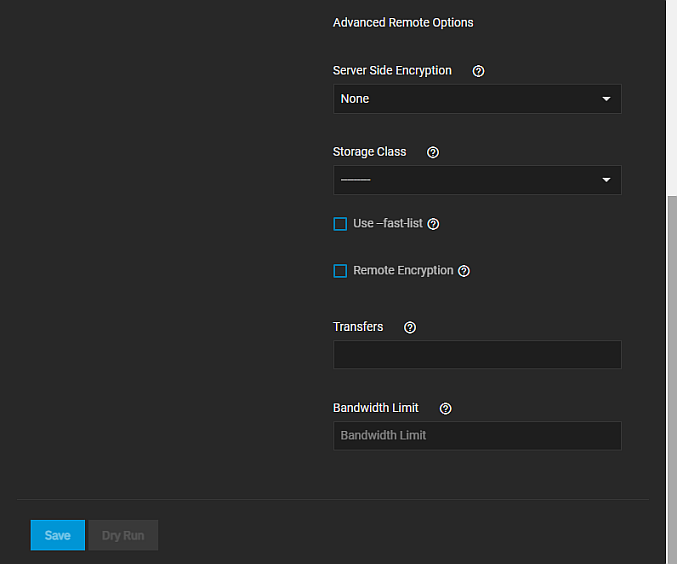 Advanced Remote Options
Server Side Encryption
None
Storage Class
---------
Use --fast-list
Remote Encryption
Transfers
Bandwidth Limit
Bandwidth Limit
Save
Dry Run